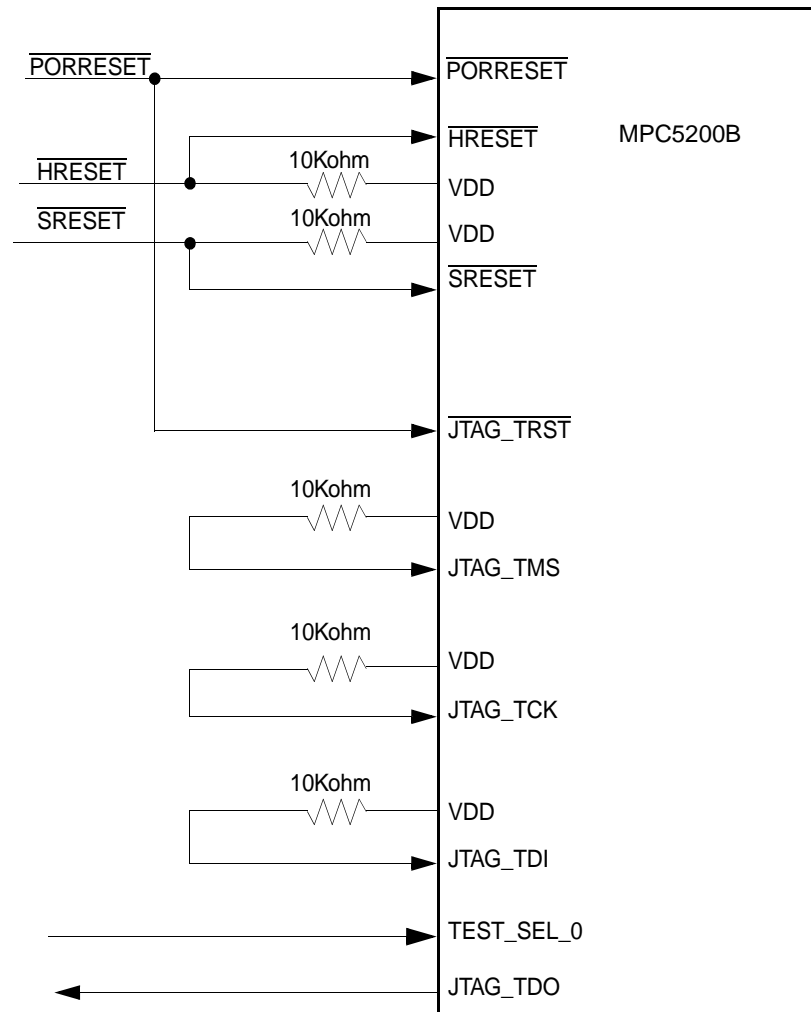 PORRESET
PORRESET
HRESET
MPC5200B
10Kohm
HRESET
VDD
10Kohm
SRESET
VDD
SRESET
JTAG_TRST
10Kohm
VDD
JTAG_TMS
10Kohm
VDD
JTAG_TCK
10Kohm
VDD
JTAG_TDI
TEST_SEL_0
JTAG_TDO